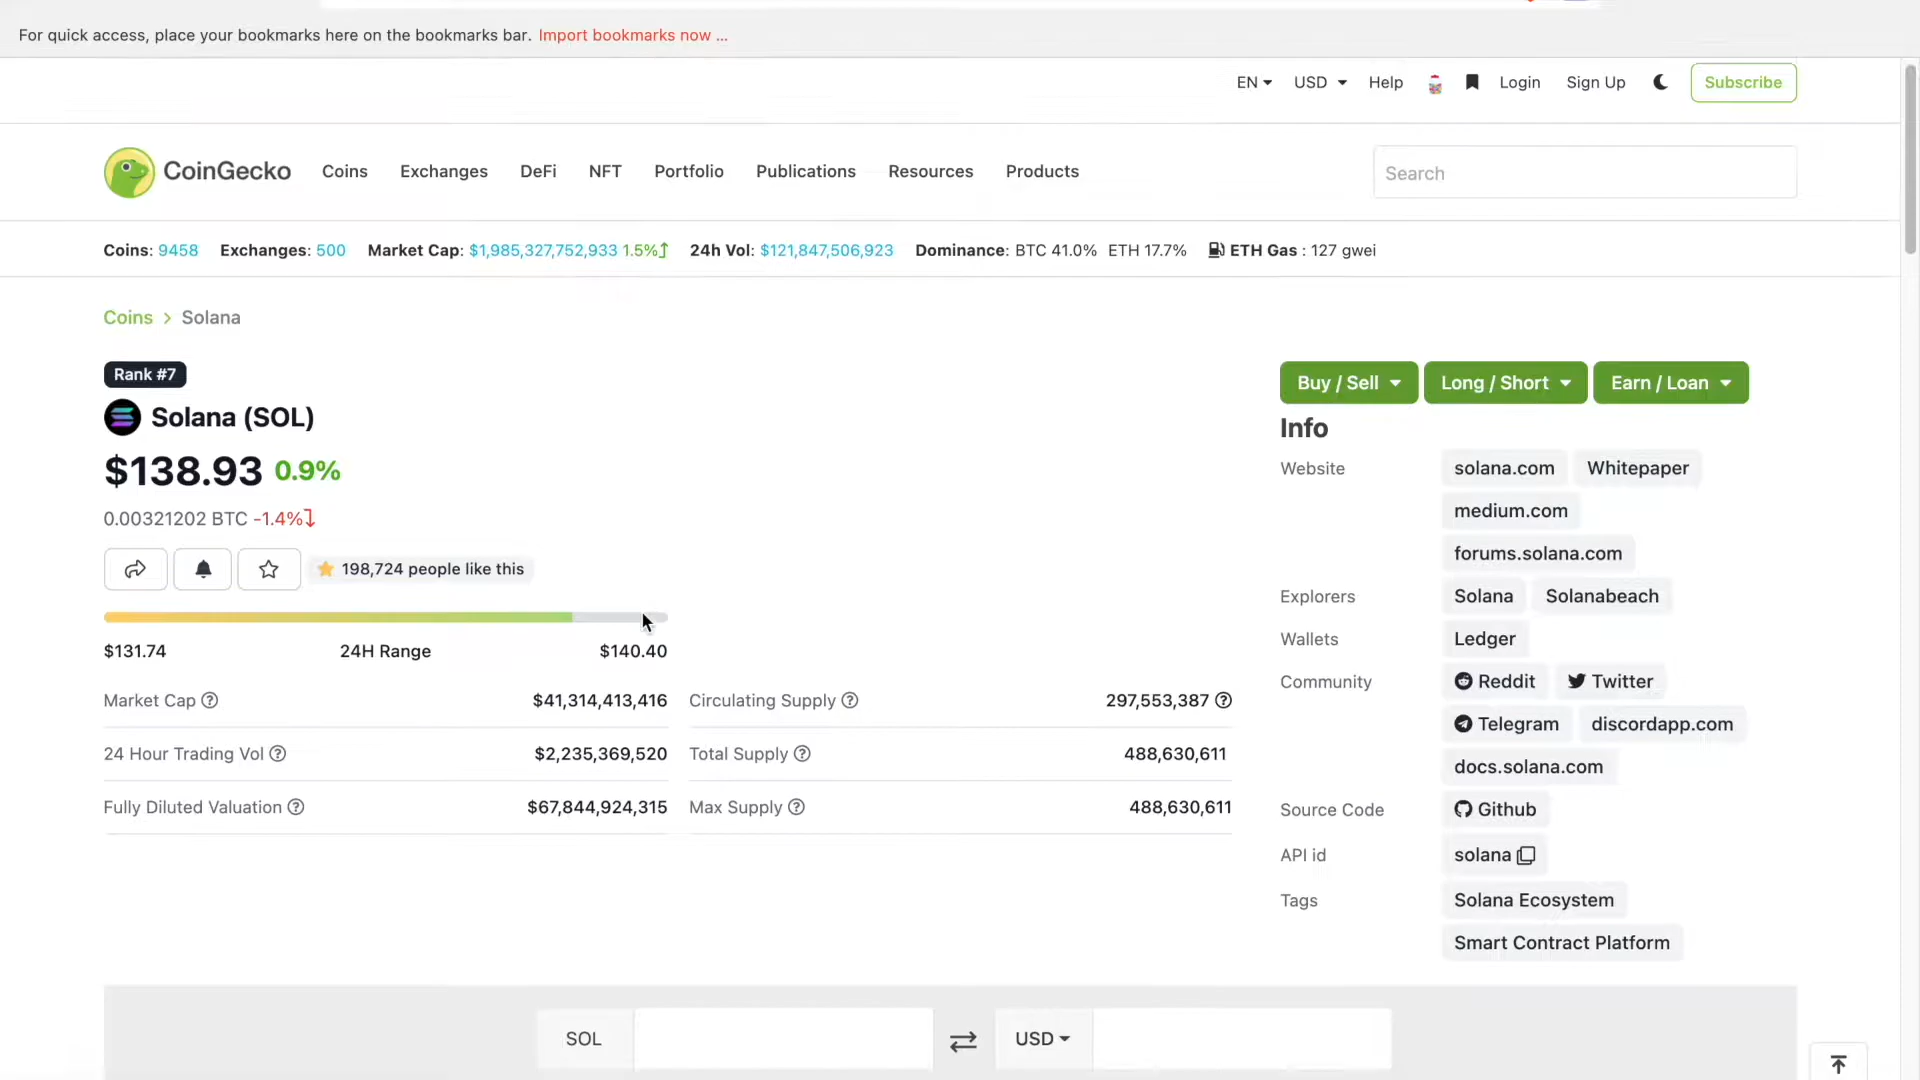 For quick access, place your bookmarks here on the bookmarks bar. Import bookmarks now ...
EN USD Help Login Sign Up Subscribe
CoinGecko Coins Exchanges DeFi NFT Portfolio Publications Resources Products Search
Coins: 9458 Exchanges: 500 Market Cap: $1,985,327,752,933 1.5% 24h Vol: $121,847,506,923 Dominance: BTC 41.0% ETH 17.7% ETH Gas : 127 gwei
Coins > Solana
Rank #7
Solana (SOL)
$138.93 0.9%
0.00321202 BTC -1.4%
198,724 people like this
$131.74 24H Range $140.40
Market Cap $41,314,413,416 Circulating Supply 297,553,387
24 Hour Trading Vol $2,235,369,520 Total Supply 488,630,611
Fully Diluted Valuation $67,844,924,315 Max Supply 488,630,611
Buy / Sell Long / Short Earn / Loan
Info
Website solana.com Whitepaper
medium.com
forums.solana.com
Explorers Solana Solanabeach
Wallets Ledger
Community Reddit Twitter
Telegram discordapp.com
docs.solana.com
Source Code Github
API id solana
Tags Solana Ecosystem
Smart Contract Platform
SOL USD